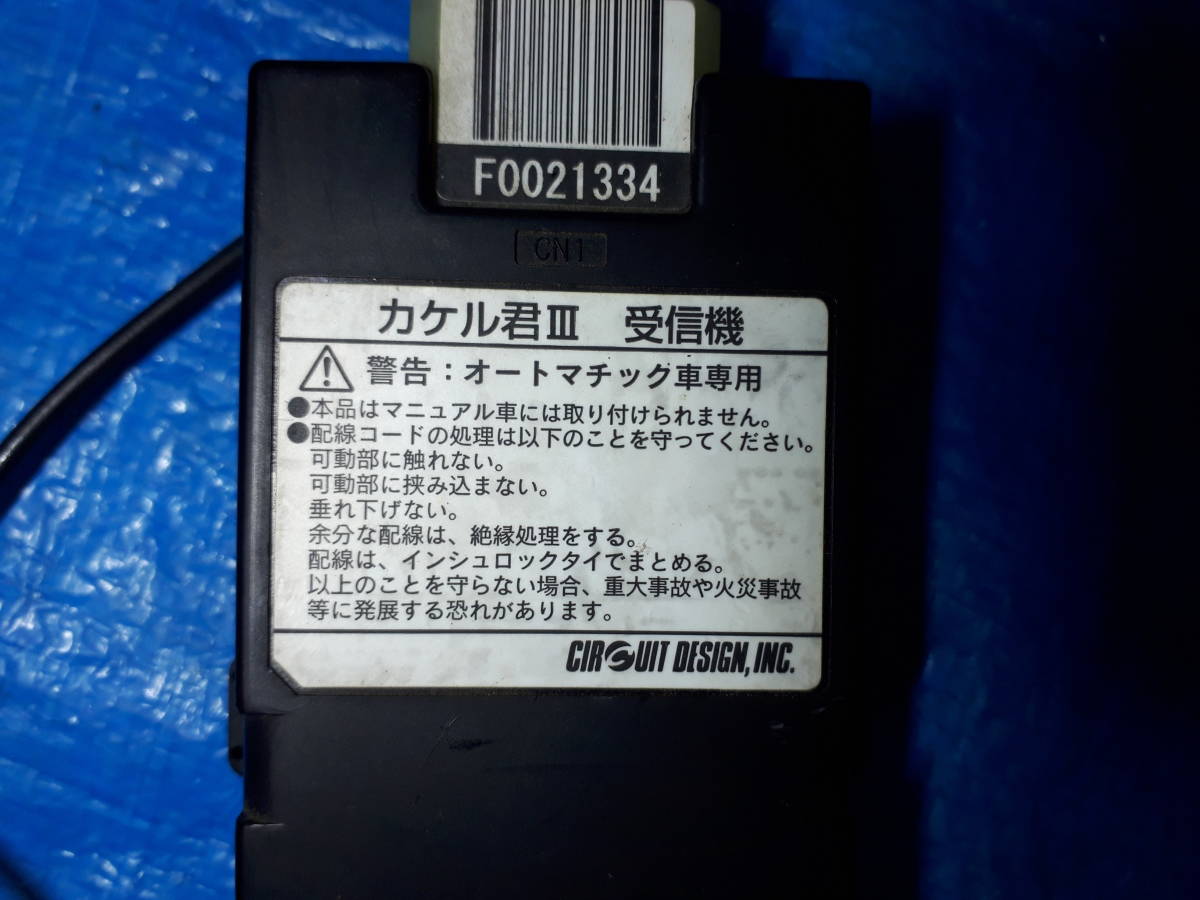 F0021334
CN1
カケル君Ⅲ 受信機
警告：オートマチック車専用
●本品はマニュアル車には取り付けられません。
●配線コードの処理は以下のことを守ってください。
可動部に触れない。
可動部に挟み込まない。
垂れ下げない。
余分な配線は、絶縁処理をする。
配線は、インシュロックタイでまとめる。
以上のことを守らない場合、重大事故や火災事故
等に発展する恐れがあります。
CIRCUIT DESIGN, INC.